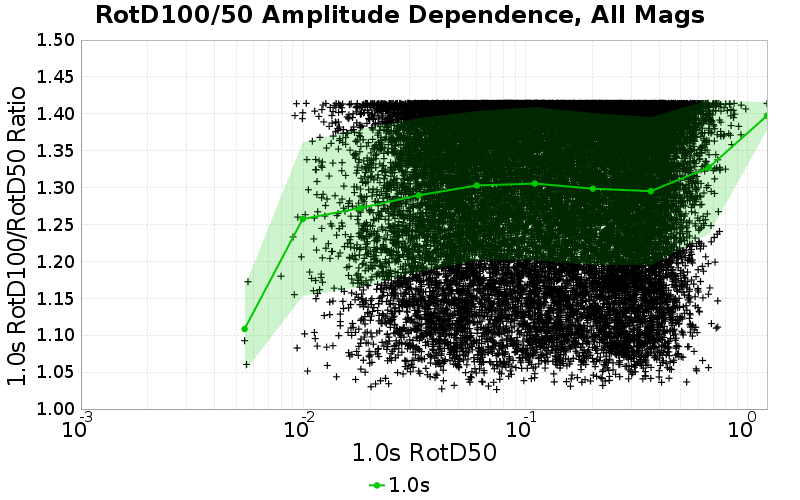 RotD100/50 Amplitude Dependence, All Mags
1.0s RotD100/RotD50 Ratio
1.50
1.45
1.40
1.35
1.30
1.25
1.20
1.15
1.10
1.05
1.00
10^-3 10^-2 10^-1 10^0
1.0s RotD50
1.0s